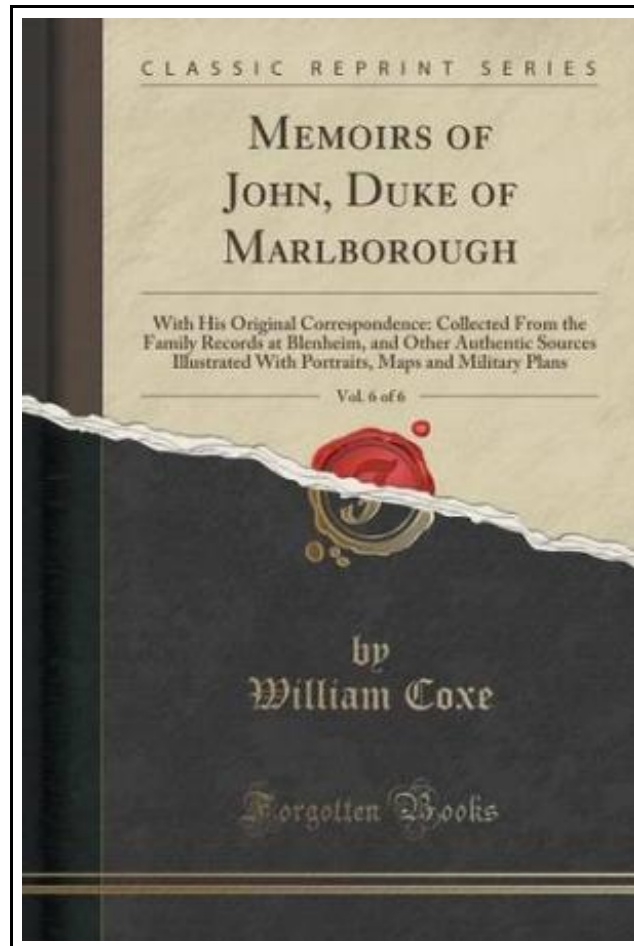 CLASSIC REPRINT SERIES
MEMOIRS OF
JOHN, DUKE OF
MARLBOROUGH
With His Original Correspondence: Collected From the
Family Records at Blenheim, and Other Authentic Sources
Illustrated With Portraits, Maps and Military Plans
Vol. 6 of 6
by
William Coxe
Forgotten Books